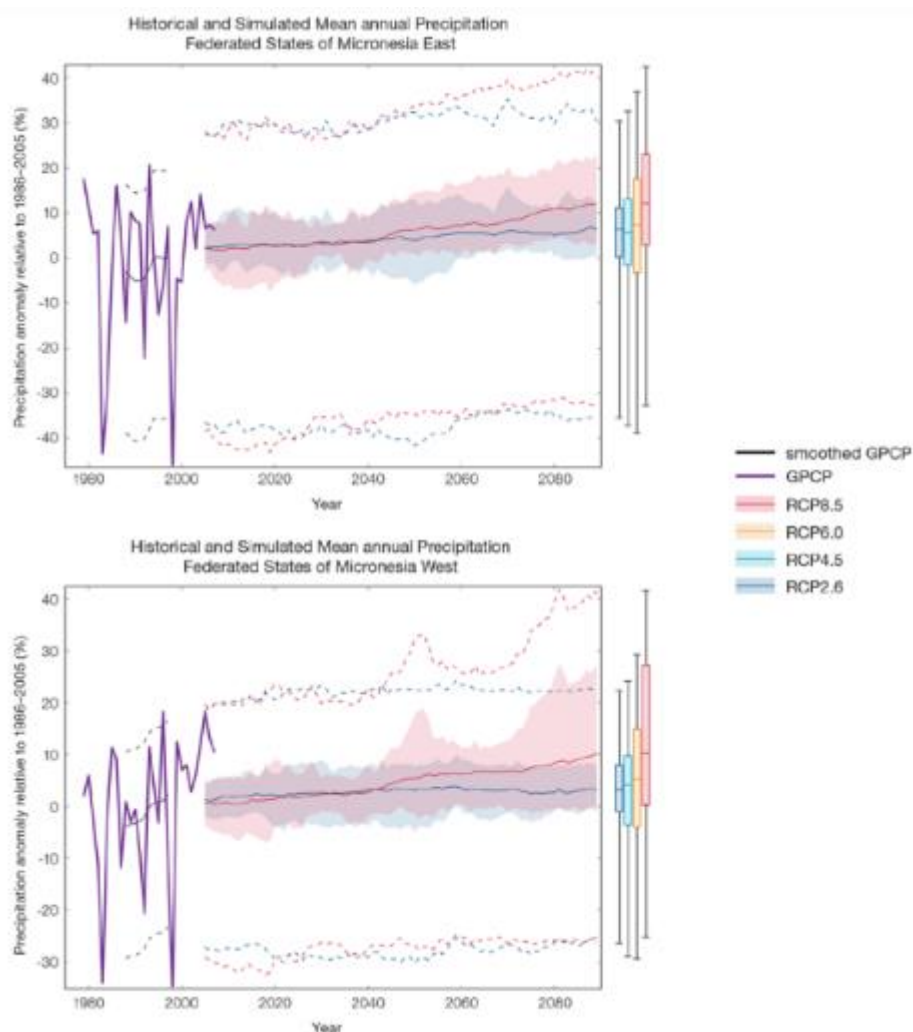 Historical and Simulated Mean annual Precipitation
Federated States of Micronesia East
Precipitation anomaly relative to 1986–2005 (%)
40
30
20
10
0
-10
-20
-30
-40
1980
2000
2020
2040
2060
2080
Year
smoothed GPCP
GPCP
RCP8.5
RCP6.0
RCP4.5
RCP2.6
Historical and Simulated Mean annual Precipitation
Federated States of Micronesia West
Precipitation anomaly relative to 1986–2005 (%)
40
30
20
10
0
-10
-20
-30
1980
2000
2020
2040
2060
2080
Year